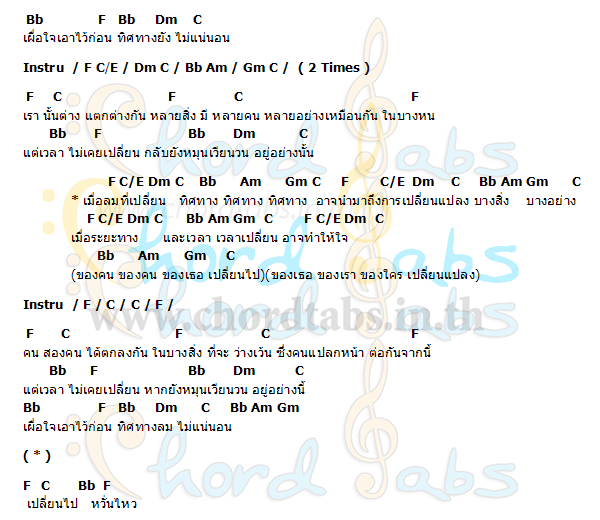 Bb F Bb Dm C
เผื่อใจเอาไว้ก่อน ทิศทางยัง ไม่แน่นอน
Instru / F C/E / Dm C / Bb Am / Gm C / ( 2 Times )
F C F C F
เรา นั้นต่าง แตกต่างกัน หลายสิ่ง มี หลายคน หลายอย่างเหมือนกัน ในบางหน
Bb F Bb Dm C
แต่เวลา ไม่เคยเปลี่ยน กลับยังหมุนเวียนวน อยู่อย่างนั้น
F C/E Dm C Bb Am Gm C F C/E Dm C Bb Am Gm C
* เมื่อลมที่เปลี่ยน ทิศทาง ทิศทาง ทิศทาง อาจนำมาถึงการเปลี่ยนแปลง บางสิ่ง บางอย่าง
F C/E Dm C Bb Am Gm C F C/E Dm C
เมื่อระยะทาง และเวลา เวลาเปลี่ยน อาจทำให้ใจ
Bb Am Gm C
(ของคน ของคน ของเธอ เปลี่ยนไป)(ของเธอ ของเรา ของใคร เปลี่ยนแปลง)
Instru / F / C / C / F /
www.chordtabs.in.th
F C F C F
คน สองคน ได้ตกลงกัน ในบางสิ่ง ที่จะ ว่างเว้น ซึ่งคนแปลกหน้า ต่อกันจากนี้
Bb F Bb Dm C
แต่เวลา ไม่เคยเปลี่ยน หากยังหมุนเวียนวน อยู่อย่างนี้
Bb F Bb Dm C Bb Am Gm
เผื่อใจเอาไว้ก่อน ทิศทางลม ไม่แน่นอน
( * )
F C Bb F
เปลี่ยนไป หวั่นไหว